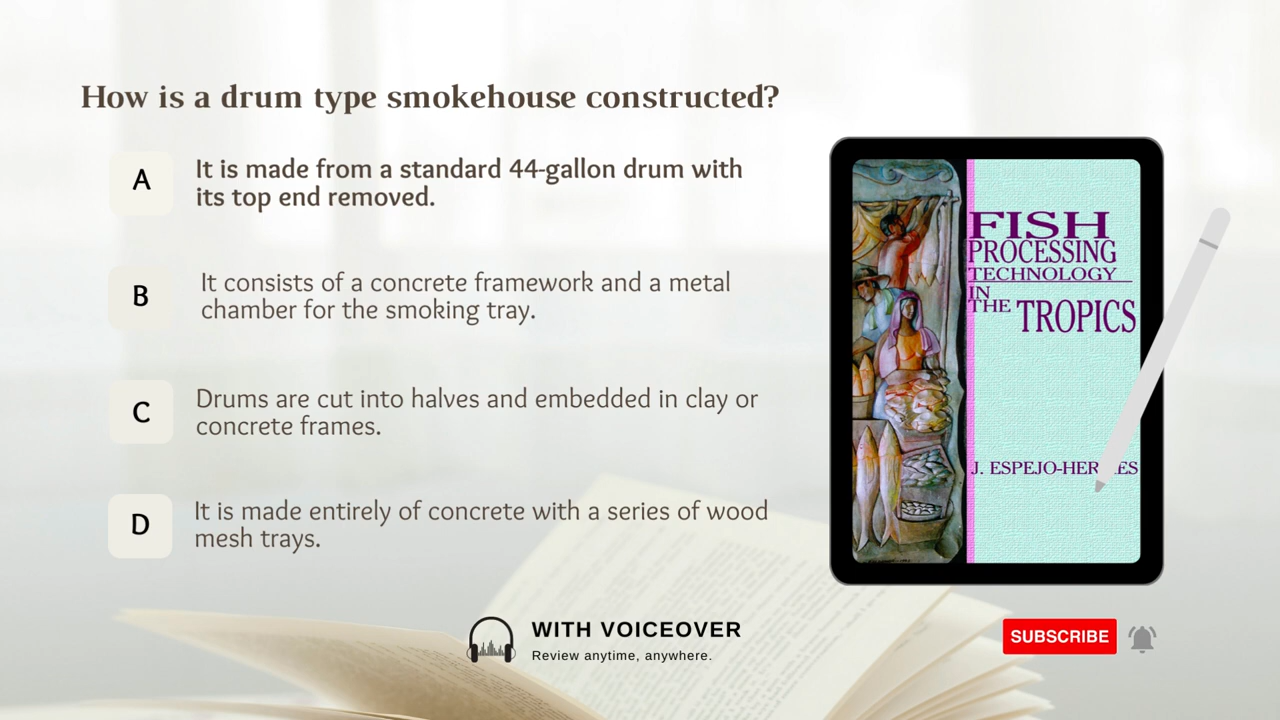 How is a drum type smokehouse constructed?
A
It is made from a standard 44-gallon drum with
its top end removed.
B
It consists of a concrete framework and a metal
chamber for the smoking tray.
C
Drums are cut into halves and embedded in clay or
concrete frames.
D
It is made entirely of concrete with a series of wood
mesh trays.
FISH
PROCESSING
TECHNOLOGY
IN
THE TROPICS
WITH VOICEOVER
Review anytime, anywhere.
SUBSCRIBE